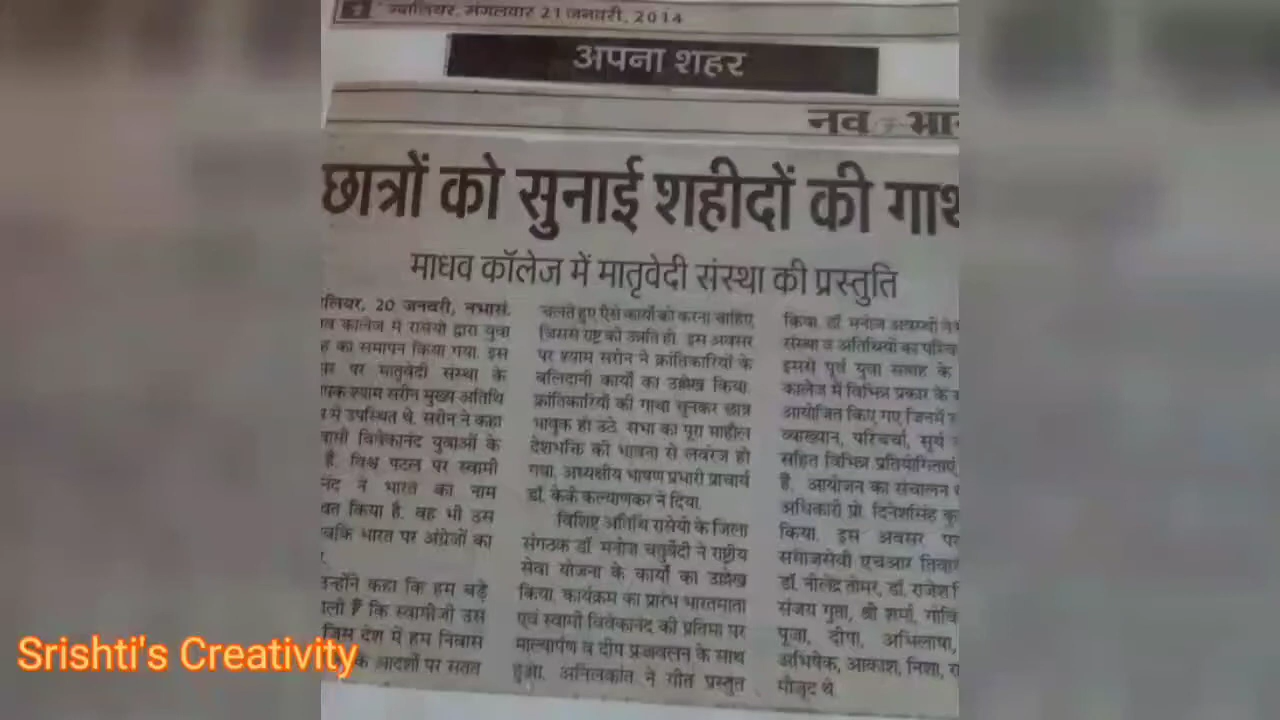 ग्वालियर, मंगलवार 21 जनवरी, 2014
अपना शहर
नव भा
छात्रों को सुनाई शहीदों की गाथ
माधव कॉलेज में मातृवेदी संस्था की प्रस्तुति
लियर, 20 जनवरी, नभासं.
व कालेज में रासेयो द्वारा युवा
ह का समापन किया गया. इस
पर मातृवेदी संस्था के
पक श्याम सरीन मुख्य अतिथि
में उपस्थित थे. सरीन ने कहा
वामी विवेकानंद युवाओं के
हैं. विश्व पटल पर स्वामी
नंद ने भारत का नाम
किया है. वह भी उस
बकि भारत पर अंग्रेजों का
उन्होंने कहा कि हम बड़े
ली हैं कि स्वामीजी उस
जिस देश में हम निवास
के आदर्शों पर सतत
चलते हुए ऐसे कार्यों को करना चाहिए
जिससे राष्ट्र को उन्नति हो. इस अवसर
पर श्याम सरीन ने क्रांतिकारियों के
बलिदानी कार्यों का उल्लेख किया.
क्रांतिकारियों की गाथा सुनकर छात्र
भावुक हो उठे. सभा का पूरा माहौल
देशभक्ति की भावना से लवरेज हो
गया. अध्यक्षीय भाषण प्रभारी प्राचार्य
डॉ. केके कल्याणकर ने दिया.
विशिष्ट अतिथि रासेयो के जिला
संगठक डॉ. मनोज चतुर्वेदी ने राष्ट्रीय
सेवा योजना के कार्यों का उल्लेख
किया. कार्यक्रम का प्रारंभ भारतमाता
एवं स्वामी विवेकानंद की प्रतिमा पर
माल्यार्पण व दीप प्रज्जवलन के साथ
हुआ. अनिलकांत ने गीत प्रस्तुत
किया. डॉ. मनोज अवस्थी ने
संस्था व अतिथियों का परिच
इससे पूर्व युवा सप्ताह के
कालेज में विभिन्न प्रकार के
आयोजित किए गए जिनमें
व्याख्यान, परिचर्चा, सूर्य
सहित विभिन्न प्रतियोगिताएं
हैं. आयोजन का संचालन
अधिकारी प्रो. दिनेशसिंह कु
किया. इस अवसर पर
समाजसेवी एचआर तिवा
डॉ. नीलेंद्र तोमर, डॉ. राजेश
संजय गुप्ता, श्री शर्मा, गोवि
पूजा, दीपा, अभिलाषा,
अभिषेक, आकाश, निशा, रा
मौजूद थे.
Srishti's Creativity